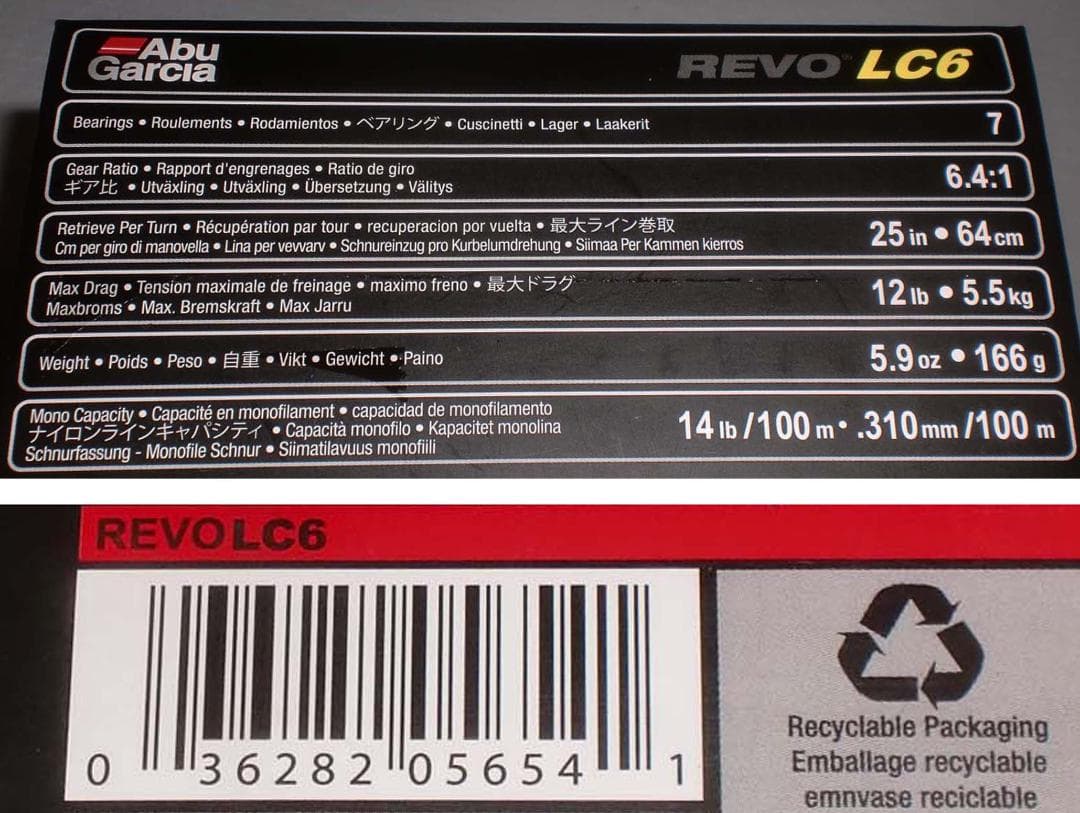 Abu
Garcia
REVO LC6
Bearings • Roulements • Rodamientos • ベアリング • Cuscinetti • Lager • Laakerit
7
Gear Ratio • Rapport d'engrenages • Ratio de giro
ギア比 • Utväxling • Utväxling • Übersetzung • Välitys
6.4:1
Retrieve Per Turn • Récupération par tour • recuperacion por vuelta • 最大ライン巻取
Cm per giro di manovella • Lina per vevvarv • Schnureinzug pro Kurbelumdrehung • Siimaa Per Kammen kierros
25 in • 64 cm
Max Drag • Tension maximale de freinage • maximo freno • 最大ドラグ
Maxbroms • Max. Bremskraft • Max Jarru
12 lb • 5.5 kg
Weight • Poids • Peso • 自重 • Vikt • Gewicht • Paino
5.9 oz • 166 g
Mono Capacity • Capacité en monofilament • capacidad de monofilamento
ナイロンラインキャパシティ • Capacità monofilo • Kapacitet monolina
Schnurfassung - Monofile Schnur • Siimatilavuus monofiili
14 lb /100 m • .310 mm /100 m
REVO LC6
0 36282 05654 1
Recyclable Packaging
Emballage recyclable
emnvase reciclable